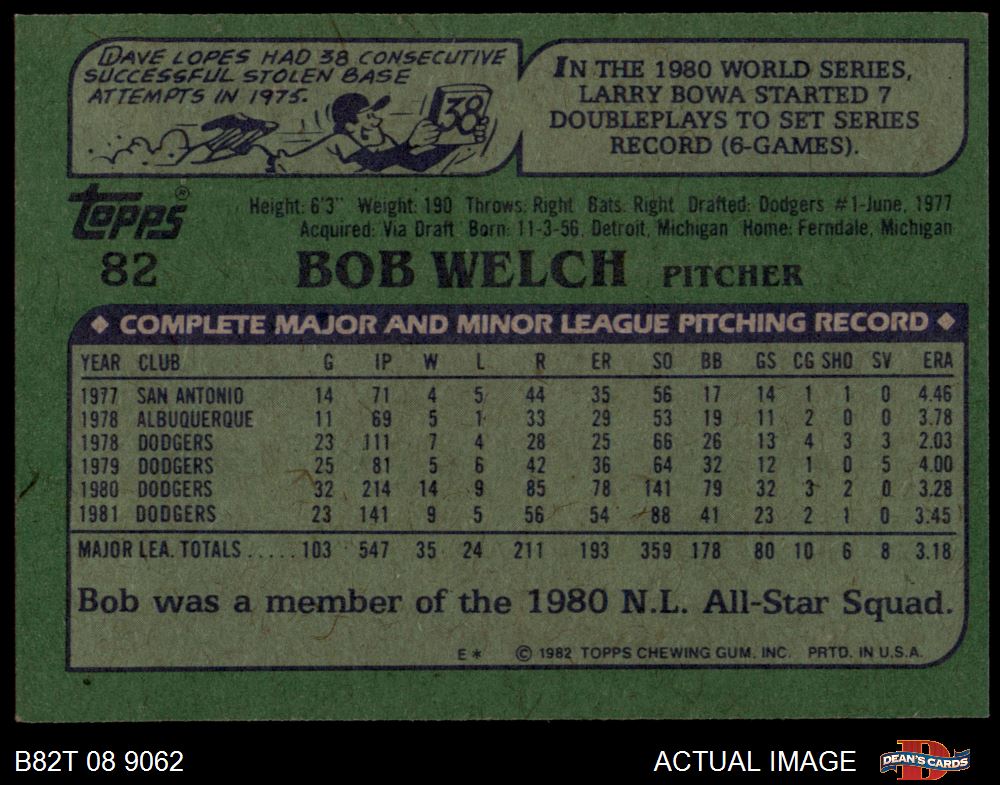 DAVE LOPES HAD 38 CONSECUTIVE
SUCCESSFUL STOLEN BASE
ATTEMPTS IN 1975.
38
IN THE 1980 WORLD SERIES,
LARRY BOWA STARTED 7
DOUBLEPLAYS TO SET SERIES
RECORD (6-GAMES).
Topps®
Height: 6'3" Weight: 190 Throws: Right Bats: Right Drafted: Dodgers #1-June, 1977
Acquired: Via Draft Born: 11-3-56, Detroit, Michigan Home: Ferndale, Michigan
82 BOB WELCH PITCHER
◆ COMPLETE MAJOR AND MINOR LEAGUE PITCHING RECORD ◆
YEAR CLUB G IP W L R ER SO BB GS CG SHO SV ERA
1977 SAN ANTONIO 14 71 4 5 44 35 56 17 14 1 1 0 4.46
1978 ALBUQUERQUE 11 69 5 1 33 29 53 19 11 2 0 0 3.78
1978 DODGERS 23 111 7 4 28 25 66 26 13 4 3 3 2.03
1979 DODGERS 25 81 5 6 42 36 64 32 12 1 0 5 4.00
1980 DODGERS 32 214 14 9 85 78 141 79 32 3 2 0 3.28
1981 DODGERS 23 141 9 5 56 54 88 41 23 2 1 0 3.45
MAJOR LEA. TOTALS ..... 103 547 35 24 211 193 359 178 80 10 6 8 3.18
Bob was a member of the 1980 N.L. All-Star Squad.
E* © 1982 TOPPS CHEWING GUM, INC. PRTD. IN U.S.A.
B82T 08 9062 ACTUAL IMAGE D DEAN'S CARDS